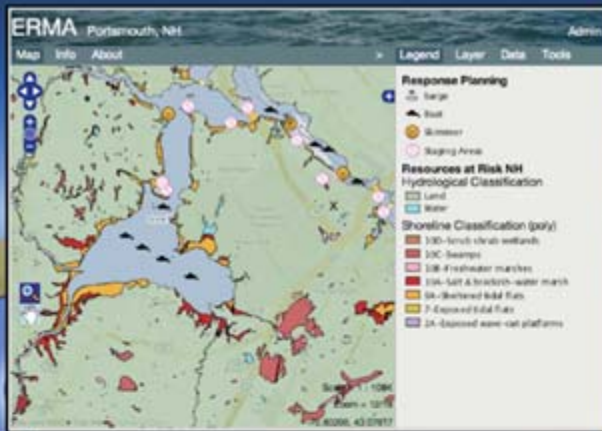 ERMA Portsmouth, NH
Admin
Map Info About
» Legend Layer Data Tools
Response Planning
barge
Boat
Skimmer
Staging Areas
Resources at Risk NH
Hydrological Classification
Land
Water
Shoreline Classification (poly)
10D-Scrub shrub wetlands
10C-Swamps
10B-Freshwater marshes
10A-Salt & brackish-water marsh
9A-Sheltered tidal flats
7-Exposed tidal flats
2A-Exposed wave-cut platforms